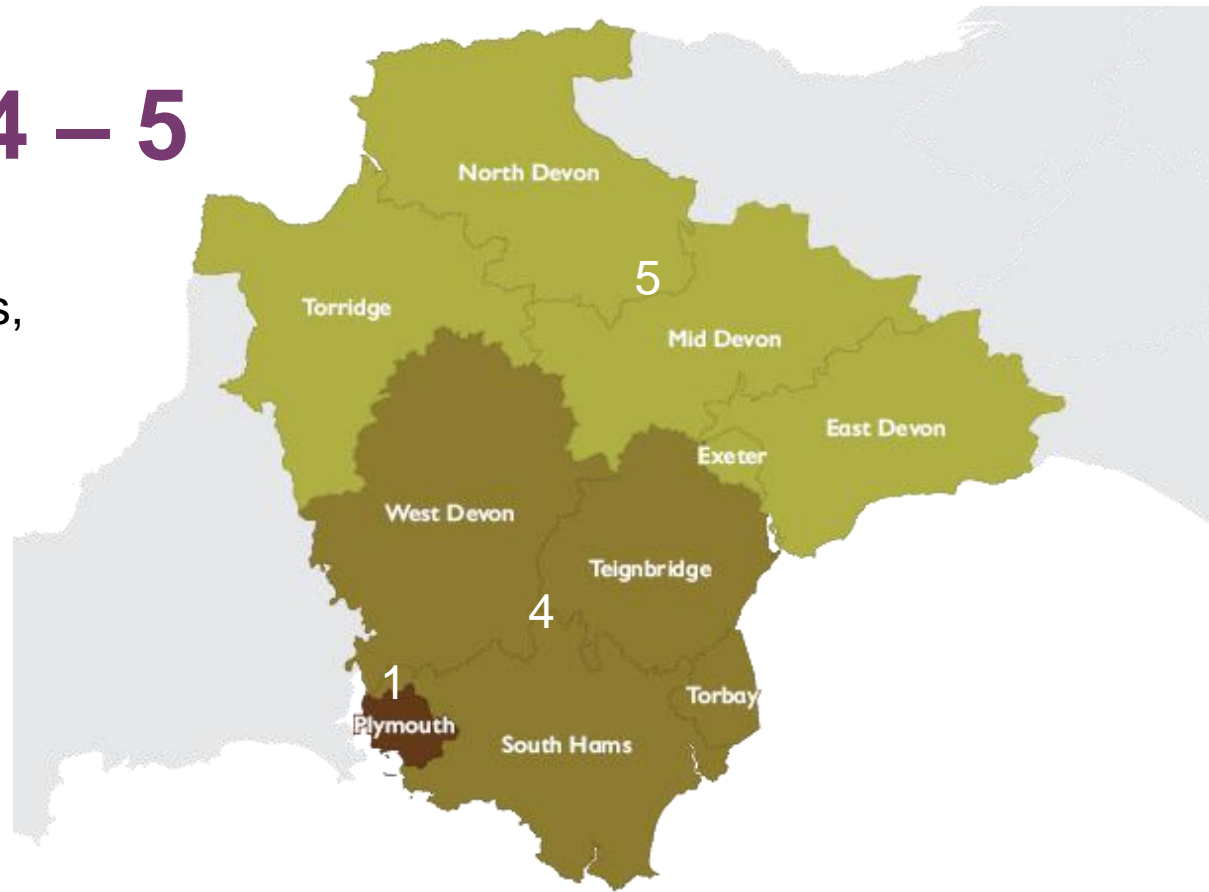 4 – 5
s,
North Devon
5
Torridge
Mid Devon
East Devon
Exeter
West Devon
Teignbridge
4
1
Torbay
Plymouth
South Hams